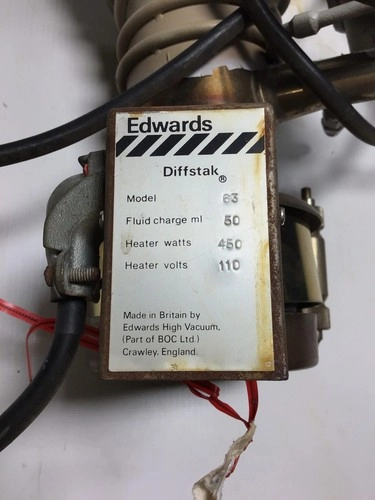 Edwards
Diffstak®
Model 63
Fluid charge ml 50
Heater watts 450
Heater volts 110
Made in Britain by
Edwards High Vacuum,
(Part of BOC Ltd.)
Crawley, England.